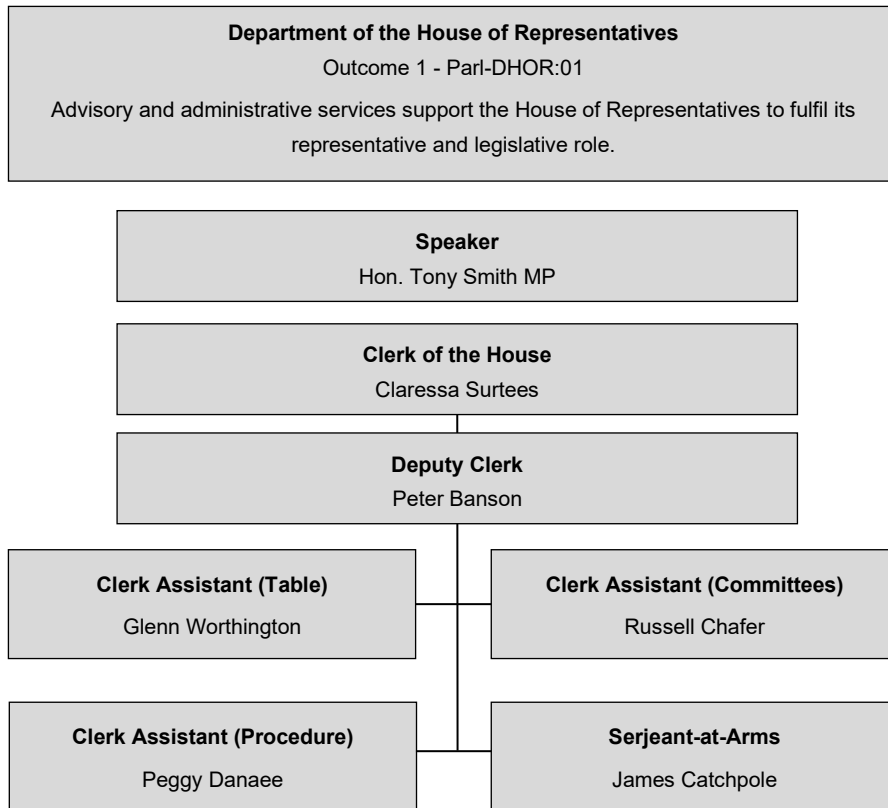 Department of the House of Representatives
Outcome 1 - Parl-DHOR:01
Advisory and administrative services support the House of Representatives to fulfil its
representative and legislative role.
Speaker
Hon. Tony Smith MP
Clerk of the House
Claressa Surtees
Deputy Clerk
Peter Banson
Clerk Assistant (Table)
Glenn Worthington
Clerk Assistant (Committees)
Russell Chafer
Clerk Assistant (Procedure)
Peggy Danaee
Serjeant-at-Arms
James Catchpole